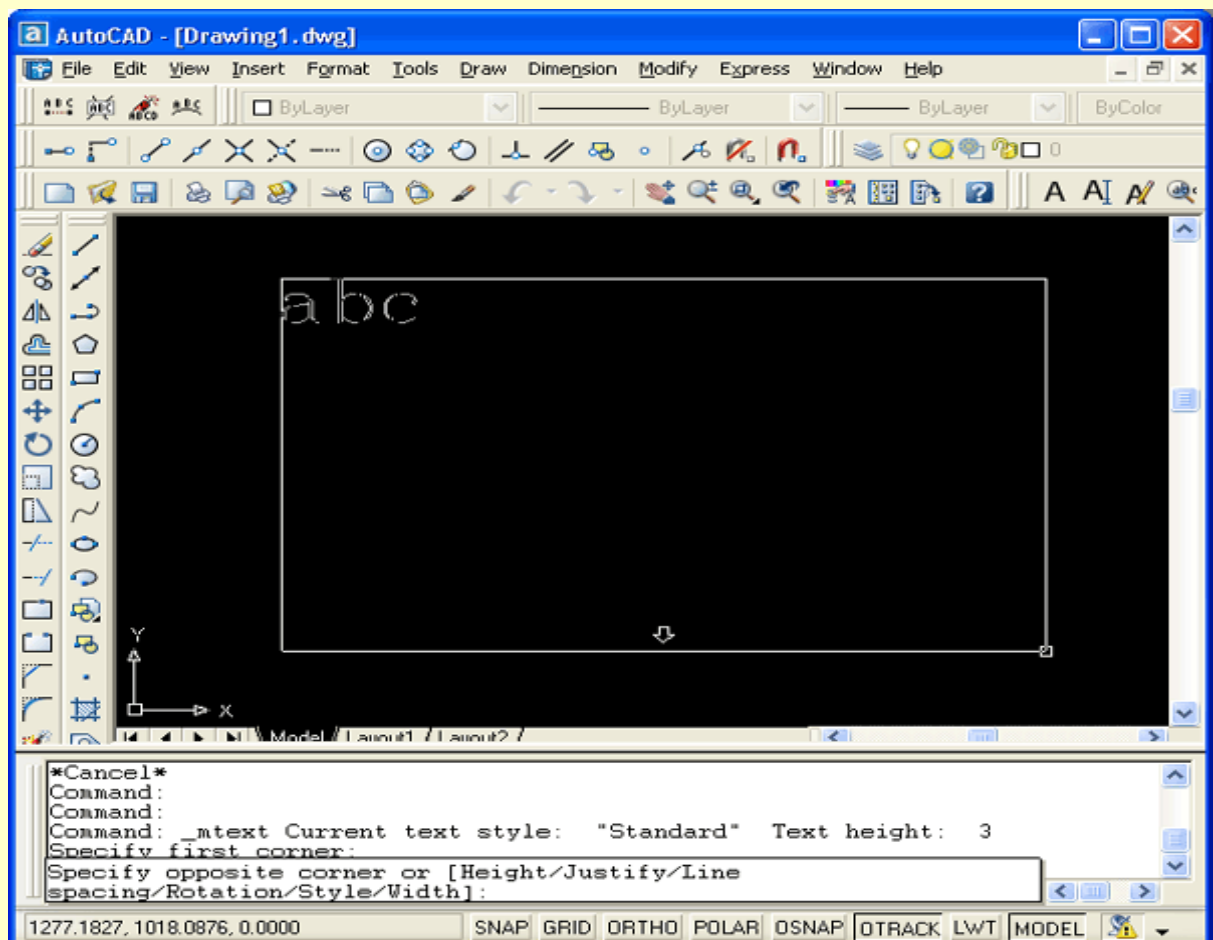 AutoCAD - [Drawing1.dwg]
File Edit View Insert Format Tools Draw Dimension Modify Express Window Help
ByLayer ByLayer ByLayer ByColor
0
A AI A
abc
Y
X
Model Layout1 Layout2
*Cancel*
Command:
Command:
Command: _mtext Current text style: "Standard" Text height: 3
Specify first corner:
Specify opposite corner or [Height/Justify/Line
spacing/Rotation/Style/Width]:
1277.1827, 1018.0876, 0.0000 SNAP GRID ORTHO POLAR OSNAP OTRACK LWT MODEL